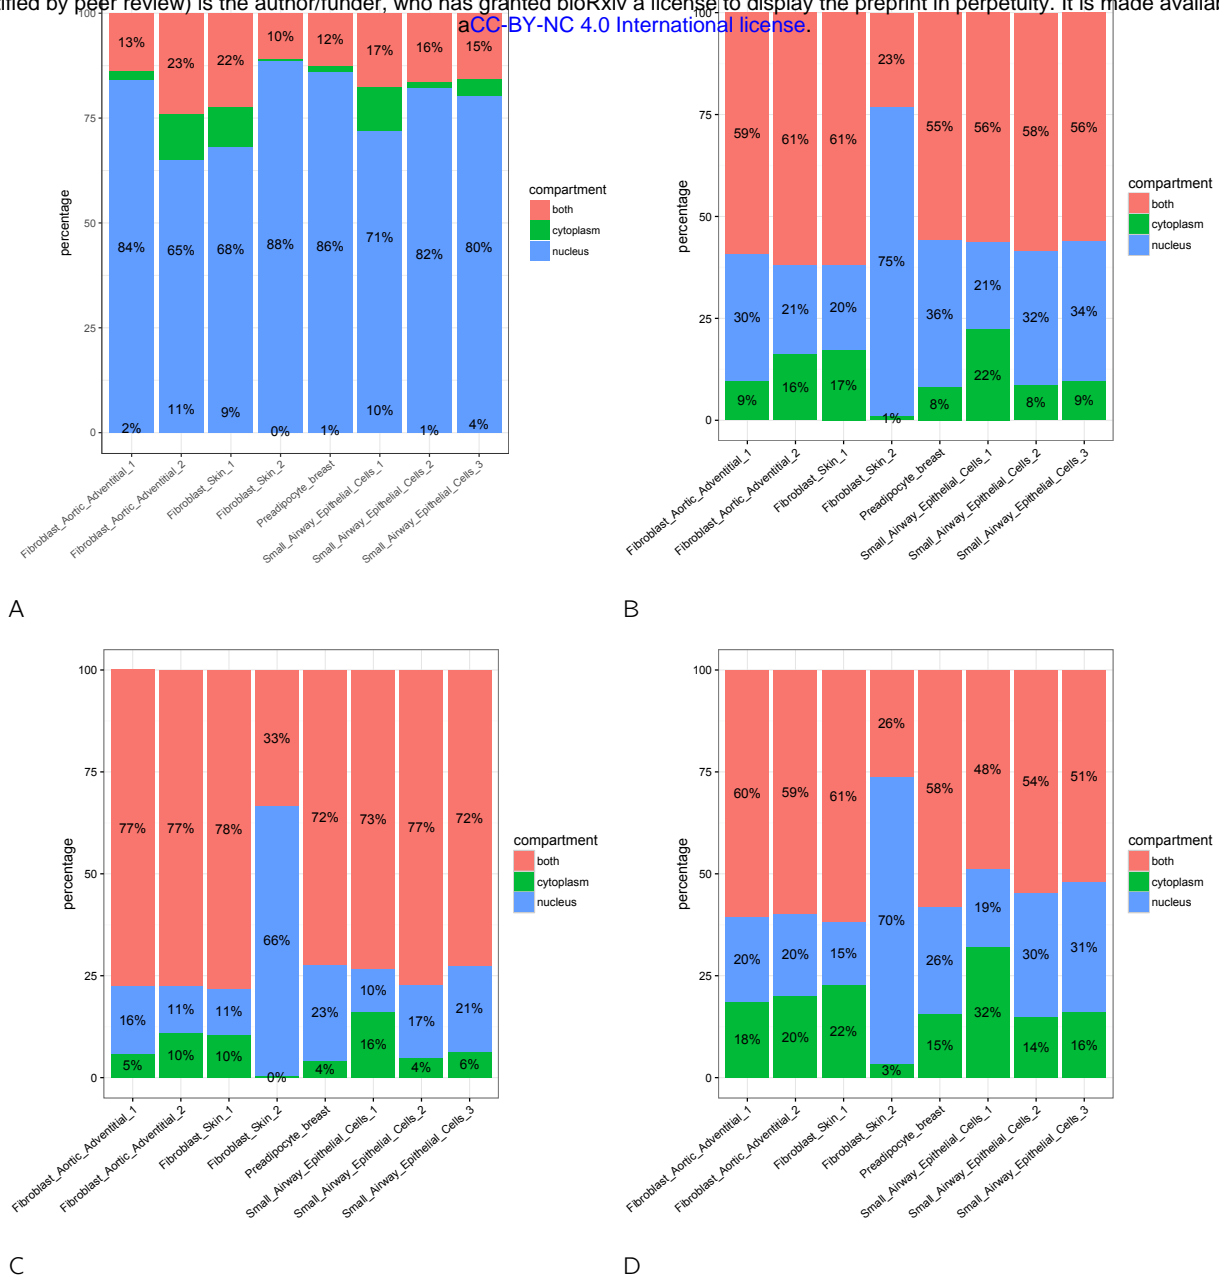 tified by peer review) is the author/funder, who has granted bioRxiv a license to display the preprint in perpetuity. It is made availab
aCC-BY-NC 4.0 International license.
100
75
50
25
0
percentage
13%
23%
22%
10%
12%
17%
16%
15%
84%
65%
68%
88%
86%
71%
82%
80%
2%
11%
9%
0%
1%
10%
1%
4%
Fibroblast_Aortic_Adventitial_1
Fibroblast_Aortic_Adventitial_2
Fibroblast_Skin_1
Fibroblast_Skin_2
Preadipocyte_breast
Small_Airway_Epithelial_Cells_1
Small_Airway_Epithelial_Cells_2
Small_Airway_Epithelial_Cells_3
compartment
both
cytoplasm
nucleus
A
100
75
50
25
0
percentage
59%
61%
61%
23%
55%
56%
58%
56%
30%
21%
20%
75%
36%
21%
32%
34%
9%
16%
17%
1%
8%
22%
8%
9%
Fibroblast_Aortic_Adventitial_1
Fibroblast_Aortic_Adventitial_2
Fibroblast_Skin_1
Fibroblast_Skin_2
Preadipocyte_breast
Small_Airway_Epithelial_Cells_1
Small_Airway_Epithelial_Cells_2
Small_Airway_Epithelial_Cells_3
compartment
both
cytoplasm
nucleus
B
100
75
50
25
0
percentage
77%
77%
78%
33%
72%
73%
77%
72%
16%
11%
11%
66%
23%
10%
17%
21%
5%
10%
10%
0%
4%
16%
4%
6%
Fibroblast_Aortic_Adventitial_1
Fibroblast_Aortic_Adventitial_2
Fibroblast_Skin_1
Fibroblast_Skin_2
Preadipocyte_breast
Small_Airway_Epithelial_Cells_1
Small_Airway_Epithelial_Cells_2
Small_Airway_Epithelial_Cells_3
compartment
both
cytoplasm
nucleus
C
100
75
50
25
0
percentage
60%
59%
61%
26%
58%
48%
54%
51%
20%
20%
15%
70%
26%
19%
30%
31%
18%
20%
22%
3%
15%
32%
14%
16%
Fibroblast_Aortic_Adventitial_1
Fibroblast_Aortic_Adventitial_2
Fibroblast_Skin_1
Fibroblast_Skin_2
Preadipocyte_breast
Small_Airway_Epithelial_Cells_1
Small_Airway_Epithelial_Cells_2
Small_Airway_Epithelial_Cells_3
compartment
both
cytoplasm
nucleus
D